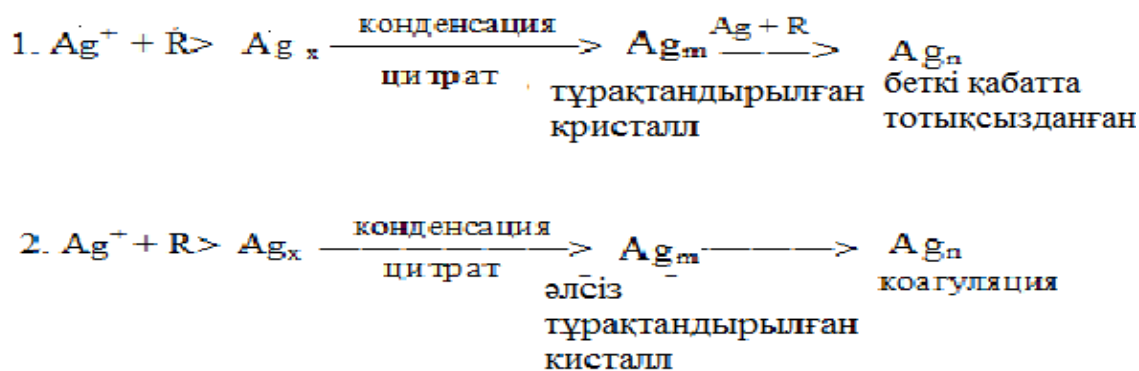 конденсация
1. Ag⁺ + R> Ag x ———> Agₘ Ag + R ———> Agₙ
цитрат
тұрақтандырылған беткі қабатта
кристалл тотықсызданған
конденсация
2. Ag⁺ + R> Agₓ ———> Agₘ ———> Agₙ
цитрат
әлсіз коагуляция
тұрақтандырылған
кисталл